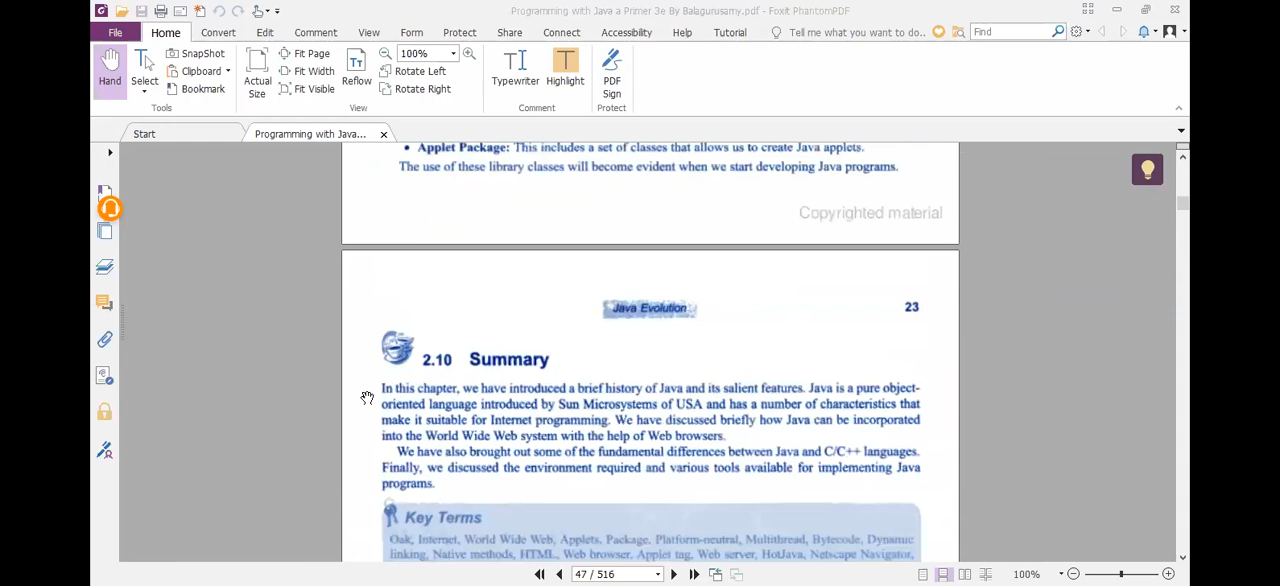 Programming with Java a Primer 3e By Balagurusamy.pdf - Foxit PhantomPDF
File Home Convert Edit Comment View Form Protect Share Connect Accessibility Help Tutorial Tell me what you want to do.. Find
Hand
Select
SnapShot
Clipboard
Bookmark
Tools
Actual Size
Fit Page
Fit Width
Fit Visible
Reflow
100%
Rotate Left
Rotate Right
View
Typewriter
Highlight
Comment
PDF Sign
Protect
Start
Programming with Java...
• Applet Package: This includes a set of classes that allows us to create Java applets.
The use of these library classes will become evident when we start developing Java programs.
Copyrighted material
Java Evolution 23
2.10 Summary
In this chapter, we have introduced a brief history of Java and its salient features. Java is a pure object-
oriented language introduced by Sun Microsystems of USA and has a number of characteristics that
make it suitable for Internet programming. We have discussed briefly how Java can be incorporated
into the World Wide Web system with the help of Web browsers.
We have also brought out some of the fundamental differences between Java and C/C++ languages.
Finally, we discussed the environment required and various tools available for implementing Java
programs.
Key Terms
Oak, Internet, World Wide Web, Applets, Package, Platform-neutral, Multithread, Bytecode, Dynamic
linking, Native methods, HTML, Web browser, Applet tag, Web server, HotJava, Netscape Navigator,
47 / 516
100%